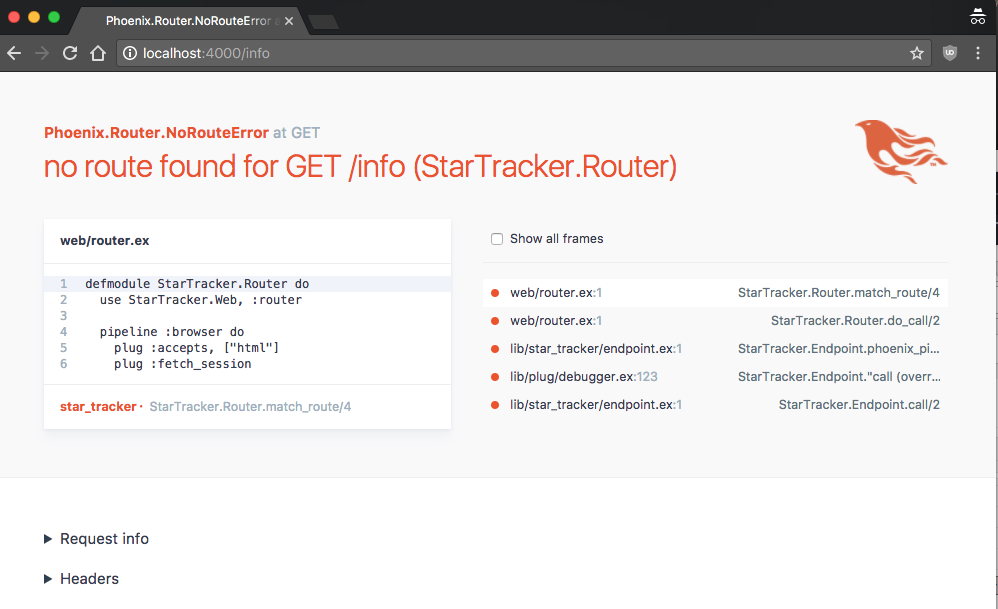 Phoenix.Router.NoRouteError a
localhost:4000/info
Phoenix.Router.NoRouteError at GET
no route found for GET /info (StarTracker.Router)
web/router.ex
1 defmodule StarTracker.Router do
2 use StarTracker.Web, :router
3
4 pipeline :browser do
5 plug :accepts, ["html"]
6 plug :fetch_session
star_tracker · StarTracker.Router.match_route/4
Show all frames
web/router.ex:1 StarTracker.Router.match_route/4
web/router.ex:1 StarTracker.Router.do_call/2
lib/star_tracker/endpoint.ex:1 StarTracker.Endpoint.phoenix_pi...
lib/plug/debugger.ex:123 StarTracker.Endpoint."call (overr...
lib/star_tracker/endpoint.ex:1 StarTracker.Endpoint.call/2
Request info
Headers